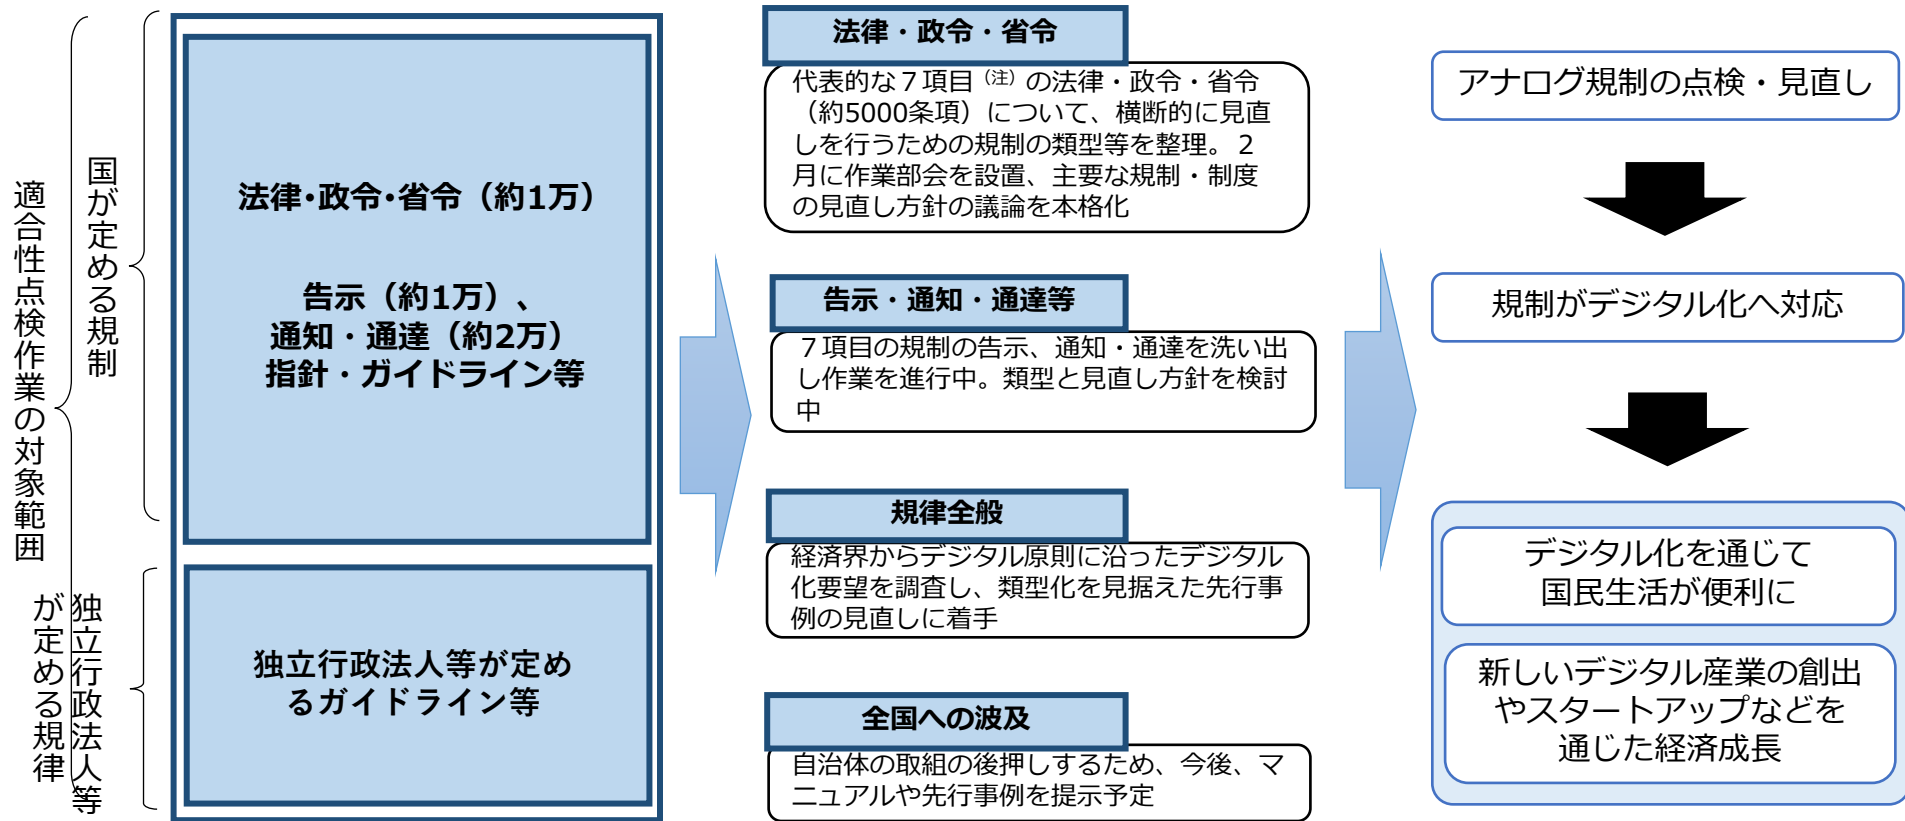 適合性点検作業の対象範囲
国が定める規制
独立行政法人等
が定める規律
法律・政令・省令（約1万）
告示（約1万）、
通知・通達（約2万）
指針・ガイドライン等
独立行政法人等が定め
るガイドライン等
法律・政令・省令
代表的な７項目（注）の法律・政令・省令
（約5000条項）について、横断的に見直
しを行うための規制の類型等を整理。２
月に作業部会を設置、主要な規制・制度
の見直し方針の議論を本格化
告示・通知・通達等
７項目の規制の告示、通知・通達を洗い出
し作業を進行中。類型と見直し方針を検討
中
規律全般
経済界からデジタル原則に沿ったデジタル
化要望を調査し、類型化を見据えた先行事
例の見直しに着手
全国への波及
自治体の取組の後押しするため、今後、マ
ニュアルや先行事例を提示予定
アナログ規制の点検・見直し
規制がデジタル化へ対応
デジタル化を通じて
国民生活が便利に
新しいデジタル産業の創出
やスタートアップなどを
通じた経済成長